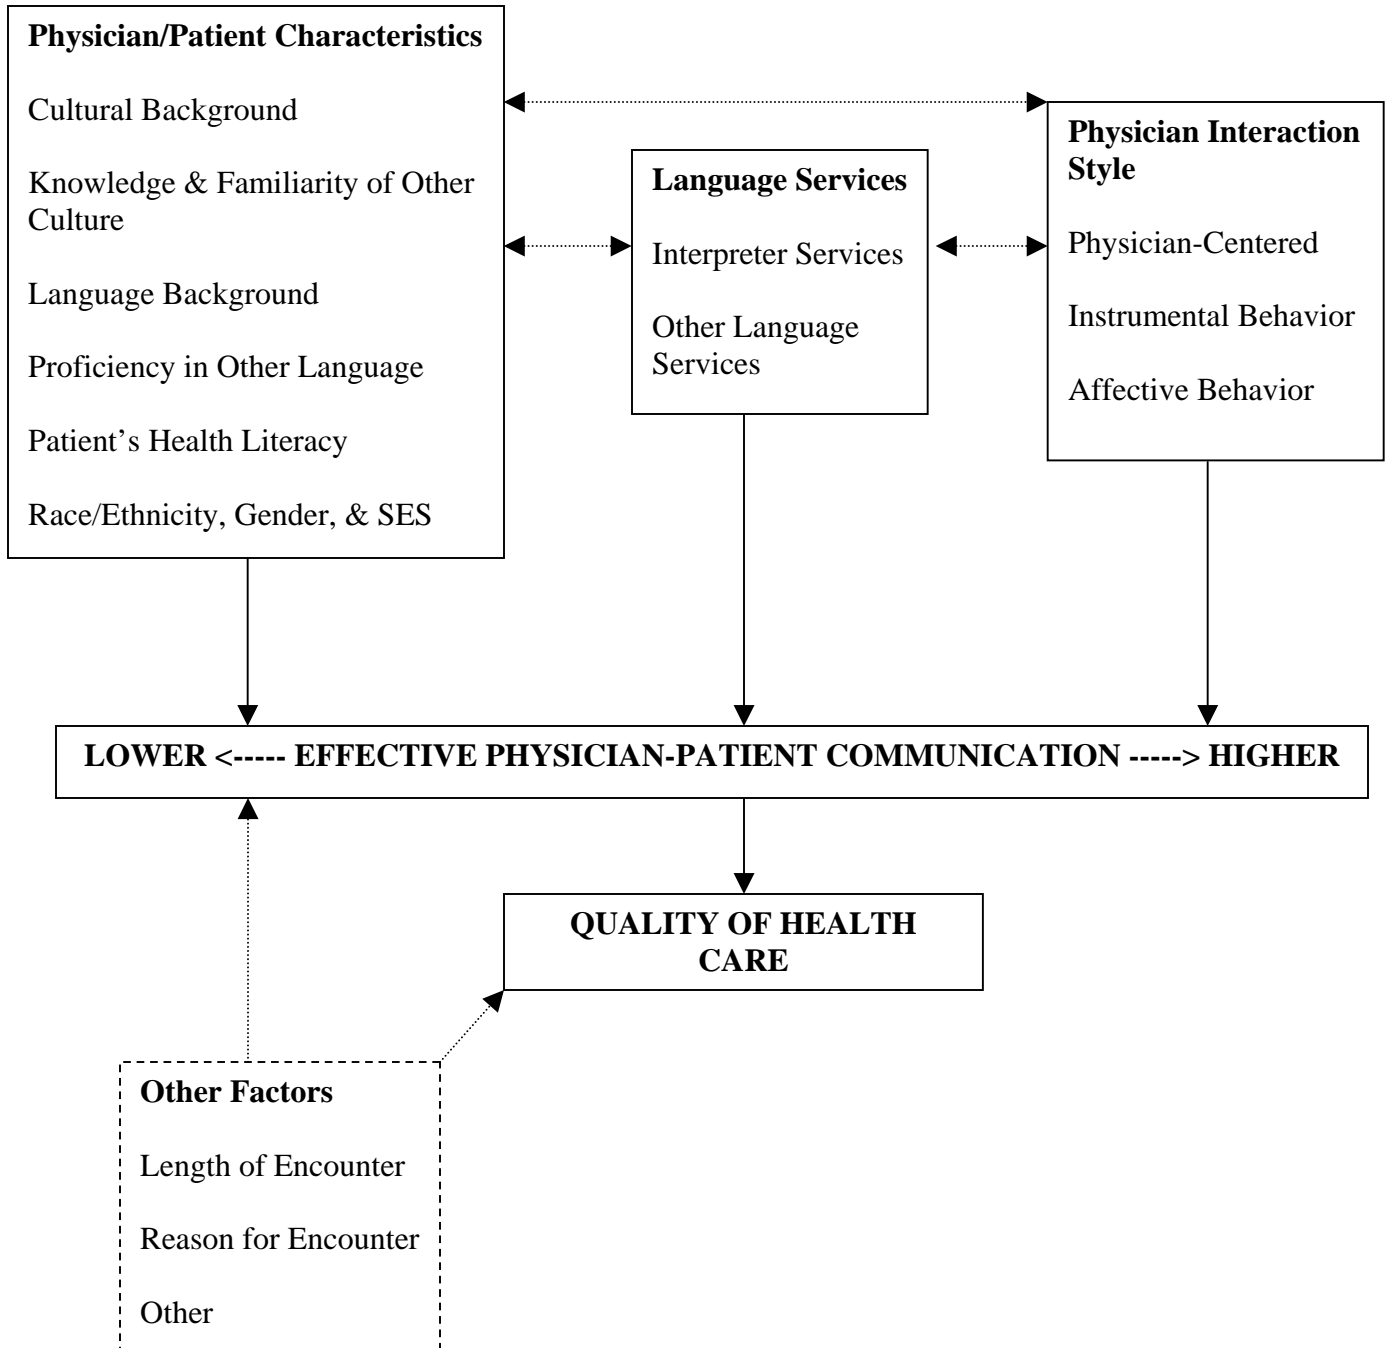 Physician/Patient Characteristics
Cultural Background
Knowledge & Familiarity of Other
Culture
Language Background
Proficiency in Other Language
Patient’s Health Literacy
Race/Ethnicity, Gender, & SES
Language Services
Interpreter Services
Other Language
Services
Physician Interaction
Style
Physician-Centered
Instrumental Behavior
Affective Behavior
LOWER <----- EFFECTIVE PHYSICIAN-PATIENT COMMUNICATION -----> HIGHER
QUALITY OF HEALTH
CARE
Other Factors
Length of Encounter
Reason for Encounter
Other